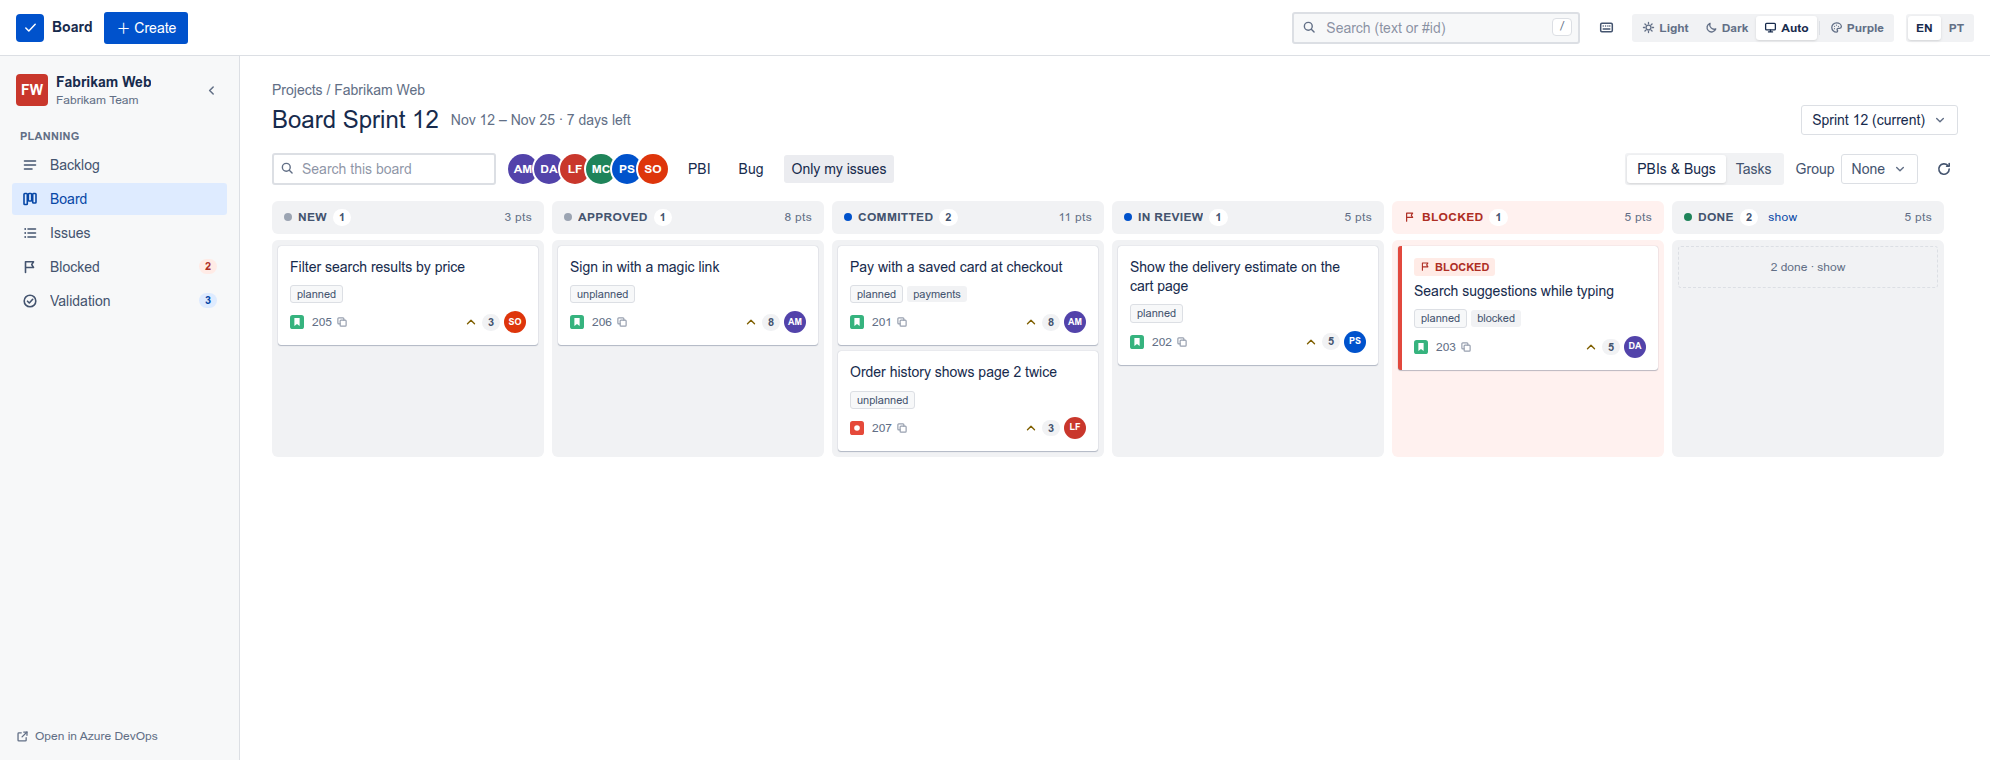 Board
Create
Search (text or #id)
/
Light
Dark
Auto
Purple
EN
PT
FW
Fabrikam Web
Fabrikam Team
PLANNING
Backlog
Board
Issues
Blocked
2
Validation
3
Open in Azure DevOps
Projects / Fabrikam Web
Board Sprint 12
Nov 12 – Nov 25 · 7 days left
Sprint 12 (current)
Search this board
AM
DA
LF
MC
PS
SO
PBI
Bug
Only my issues
PBIs & Bugs
Tasks
Group
None
NEW 1
3 pts
Filter search results by price
planned
205
3
SO
APPROVED 1
8 pts
Sign in with a magic link
unplanned
206
8
AM
COMMITTED 2
11 pts
Pay with a saved card at checkout
planned payments
201
8
AM
Order history shows page 2 twice
unplanned
207
3
LF
IN REVIEW 1
5 pts
Show the delivery estimate on the
cart page
planned
202
5
PS
BLOCKED 1
5 pts
BLOCKED
Search suggestions while typing
planned blocked
203
5
DA
DONE 2 show
5 pts
2 done · show